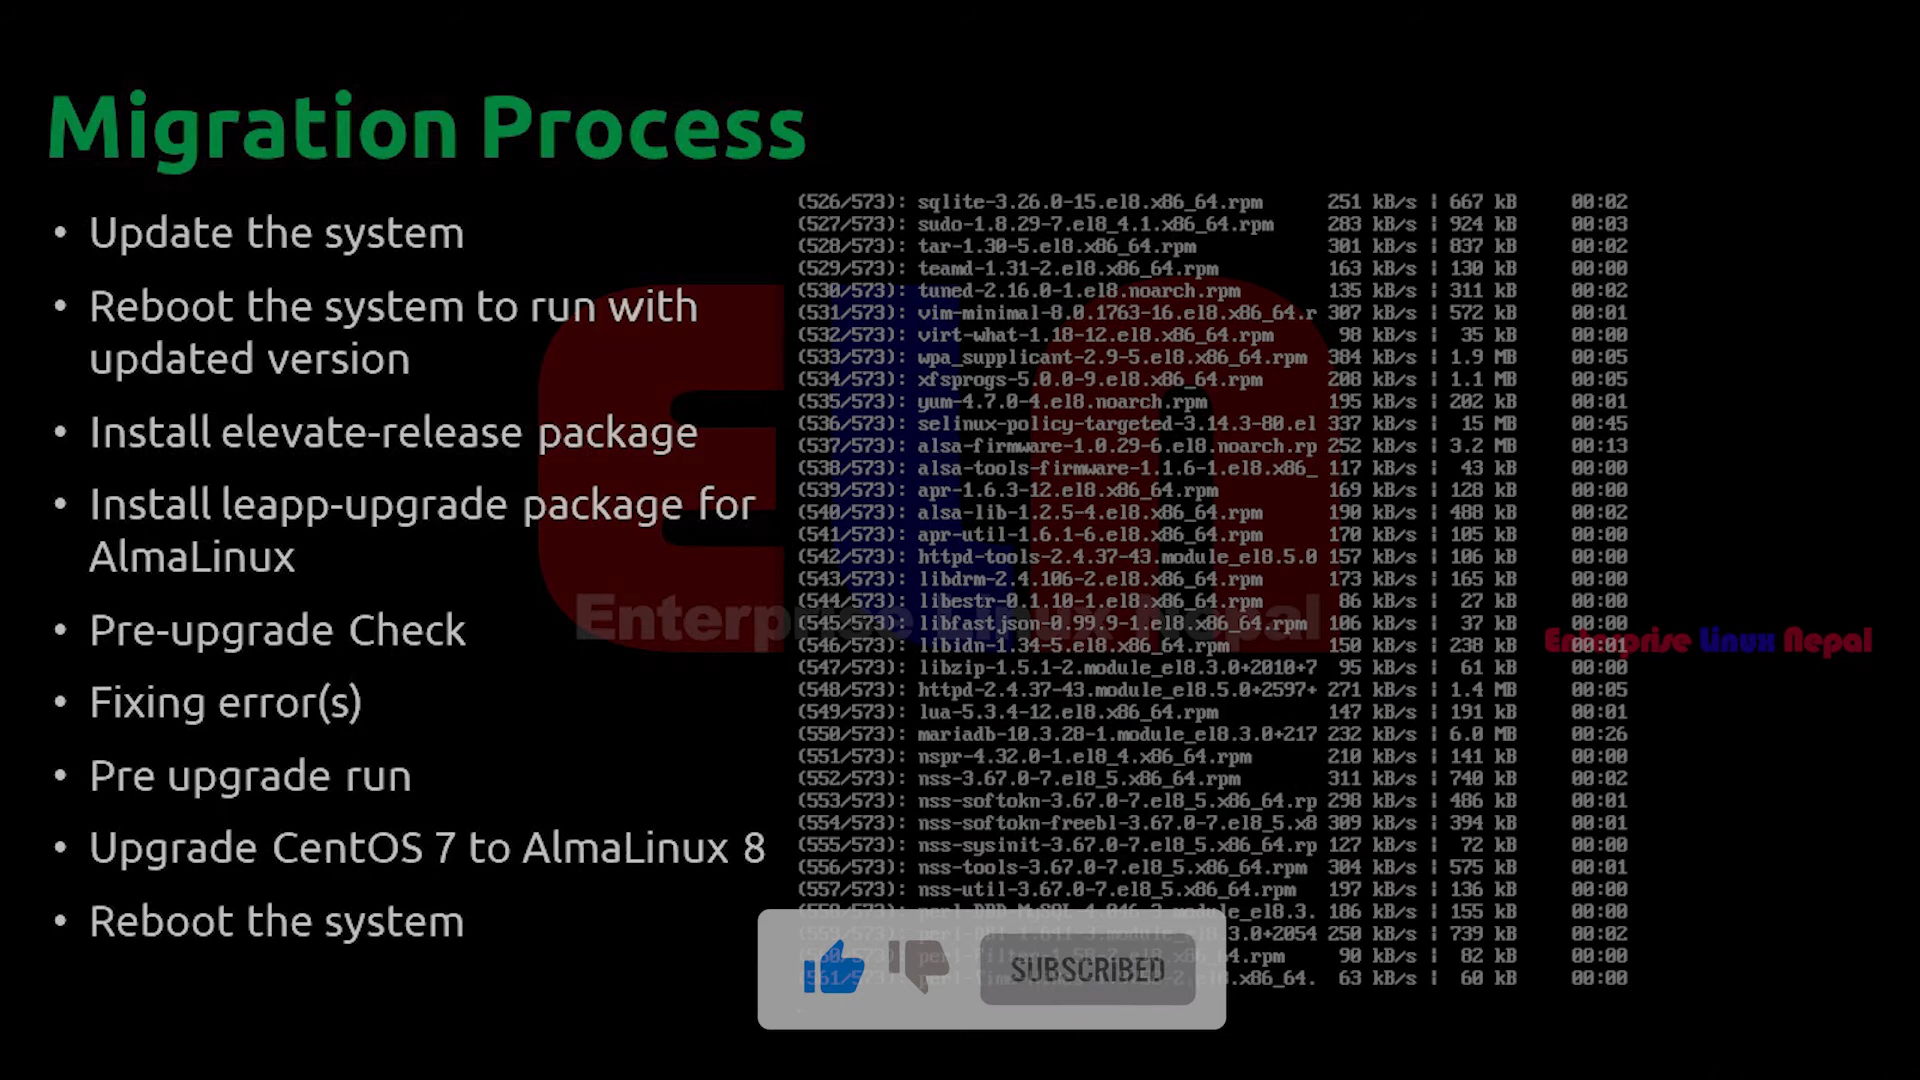 Migration Process
• Update the system
• Reboot the system to run with
updated version
• Install elevate-release package
• Install leapp-upgrade package for
AlmaLinux
• Pre-upgrade Check
• Fixing error(s)
• Pre upgrade run
• Upgrade CentOS 7 to AlmaLinux 8
• Reboot the system
(526/573): sqlite-3.26.0-15.el8.x86_64.rpm 251 kB/s | 667 kB 00:02
(527/573): sudo-1.8.29-7.el8_4.1.x86_64.rpm 283 kB/s | 924 kB 00:03
(528/573): tar-1.30-5.el8.x86_64.rpm 301 kB/s | 837 kB 00:02
(529/573): teamd-1.31-2.el8.x86_64.rpm 163 kB/s | 130 kB 00:00
(530/573): tuned-2.16.0-1.el8.noarch.rpm 135 kB/s | 311 kB 00:02
(531/573): vim-minimal-8.0.1763-16.el8.x86_64.r 307 kB/s | 572 kB 00:01
(532/573): virt-what-1.18-12.el8.x86_64.rpm 98 kB/s | 35 kB 00:00
(533/573): wpa_supplicant-2.9-5.el8.x86_64.rpm 384 kB/s | 1.9 MB 00:05
(534/573): xfsprogs-5.0.0-9.el8.x86_64.rpm 208 kB/s | 1.1 MB 00:05
(535/573): yum-4.7.0-4.el8.noarch.rpm 195 kB/s | 202 kB 00:01
(536/573): selinux-policy-targeted-3.14.3-80.el 337 kB/s | 15 MB 00:45
(537/573): alsa-firmware-1.0.29-6.el8.noarch.rp 252 kB/s | 3.2 MB 00:13
(538/573): alsa-tools-firmware-1.1.6-1.el8.x86_ 117 kB/s | 43 kB 00:00
(539/573): apr-1.6.3-12.el8.x86_64.rpm 169 kB/s | 128 kB 00:00
(540/573): alsa-lib-1.2.5-4.el8.x86_64.rpm 190 kB/s | 488 kB 00:02
(541/573): apr-util-1.6.1-6.el8.x86_64.rpm 170 kB/s | 105 kB 00:00
(542/573): httpd-tools-2.4.37-43.module_el8.5.0 157 kB/s | 106 kB 00:00
(543/573): libdrm-2.4.106-2.el8.x86_64.rpm 173 kB/s | 165 kB 00:00
(544/573): libestr-0.1.10-1.el8.x86_64.rpm 86 kB/s | 27 kB 00:00
(545/573): libfastjson-0.99.9-1.el8.x86_64.rpm 106 kB/s | 37 kB 00:00
(546/573): libidn-1.34-5.el8.x86_64.rpm 150 kB/s | 238 kB 00:01
(547/573): libzip-1.5.1-2.module_el8.3.0+2010+7 95 kB/s | 61 kB 00:00
(548/573): httpd-2.4.37-43.module_el8.5.0+2597+ 271 kB/s | 1.4 MB 00:05
(549/573): lua-5.3.4-12.el8.x86_64.rpm 147 kB/s | 191 kB 00:01
(550/573): mariadb-10.3.28-1.module_el8.3.0+217 232 kB/s | 6.0 MB 00:26
(551/573): nspr-4.32.0-1.el8_4.x86_64.rpm 210 kB/s | 141 kB 00:00
(552/573): nss-3.67.0-7.el8_5.x86_64.rpm 311 kB/s | 740 kB 00:02
(553/573): nss-softokn-3.67.0-7.el8_5.x86_64.rp 298 kB/s | 486 kB 00:01
(554/573): nss-softokn-freebl-3.67.0-7.el8_5.x8 309 kB/s | 394 kB 00:01
(555/573): nss-sysinit-3.67.0-7.el8_5.x86_64.rp 127 kB/s | 72 kB 00:00
(556/573): nss-tools-3.67.0-7.el8_5.x86_64.rpm 304 kB/s | 575 kB 00:01
(557/573): nss-util-3.67.0-7.el8_5.x86_64.rpm 197 kB/s | 136 kB 00:00
(558/573): perl-DBD-MySQL-4.046-3.module_el8.3. 186 kB/s | 155 kB 00:00
250 kB/s | 739 kB 00:02
90 kB/s | 82 kB 00:00
63 kB/s | 60 kB 00:00
Enterprise Linux Nepal
Enterprise Linux Nepal
SUBSCRIBED